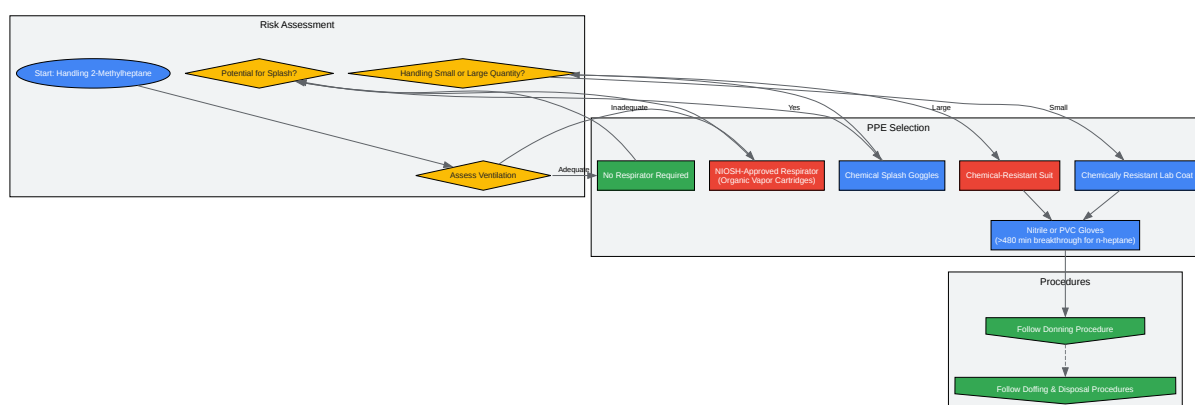 Risk Assessment
Start: Handling 2-Methylheptane
Potential for Splash?
Handling Small or Large Quantity?
Inadequate
Yes
Large
Small
PPE Selection
Assess Ventilation
Adequate
No Respirator Required
NIOSH-Approved Respirator
(Organic Vapor Cartridges)
Chemical Splash Goggles
Chemical-Resistant Suit
Chemically Resistant Lab Coat
Nitrile or PVC Gloves
(>480 min breakthrough for n-heptane)
Procedures
Follow Donning Procedure
Follow Doffing & Disposal Procedures